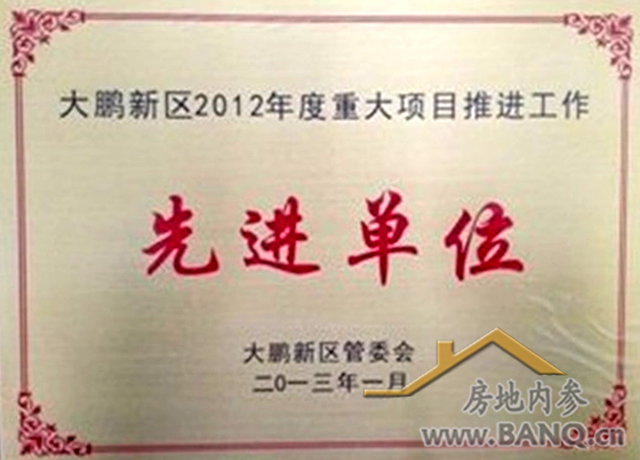 大鹏新区2012年度重大项目推进工作
先进单位
大鹏新区管委会
二0一三年一月
房地内参
www.BANQ.cn